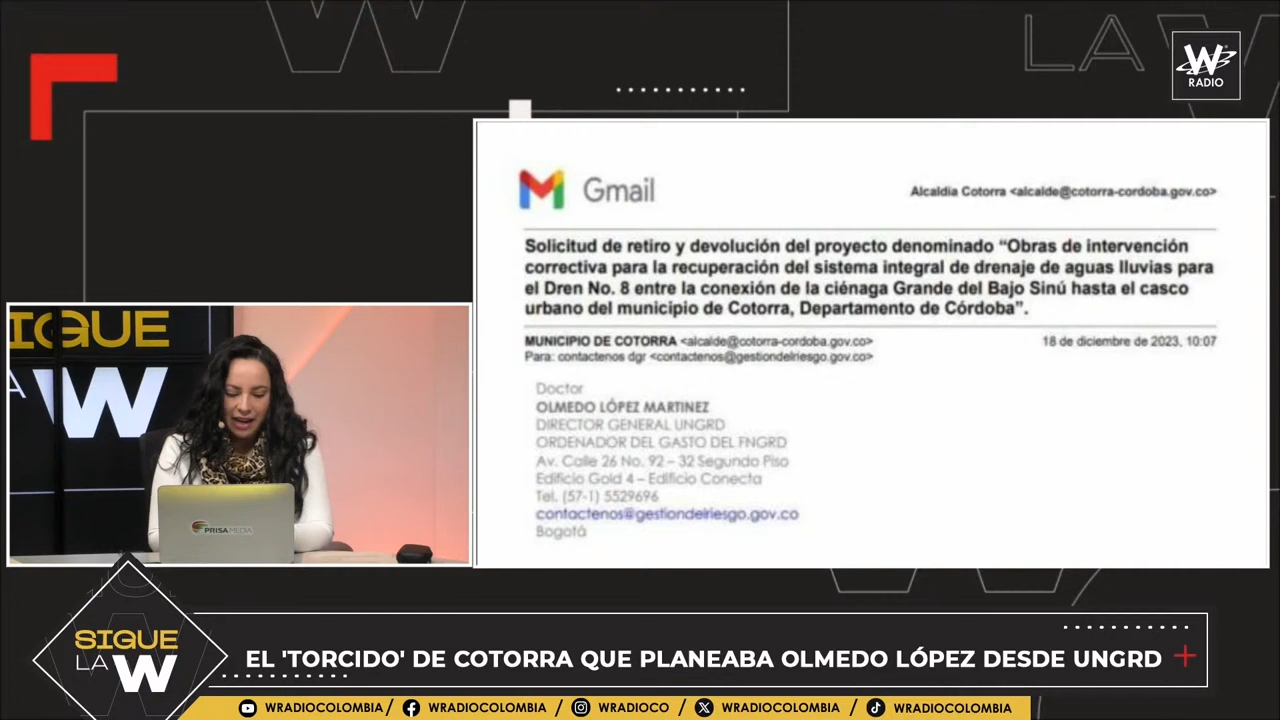 LA
W
RADIO
Gmail
Alcaldia Cotorra <alcalde@cotorra-cordoba.gov.co>
Solicitud de retiro y devolución del proyecto denominado “Obras de intervención
correctiva para la recuperación del sistema integral de drenaje de aguas lluvias para
el Dren No. 8 entre la conexión de la ciénaga Grande del Bajo Sinú hasta el casco
urbano del municipio de Cotorra, Departamento de Córdoba”.
MUNICIPIO DE COTORRA <alcalde@cotorra-cordoba.gov.co>
18 de diciembre de 2023, 10:07
Para: contactenos dgr <contactenos@gestiondelriesgo.gov.co>
Doctor
OLMEDO LÓPEZ MARTINEZ
DIRECTOR GENERAL UNGRD
ORDENADOR DEL GASTO DEL FNGRD
Av. Calle 26 No. 92 – 32 Segundo Piso
Edificio Gold 4 – Edificio Conecta
Tel. (57-1) 5529696
contactenos@gestiondelriesgo.gov.co
Bogotá
SIGUE
W
PRISA MEDIA
SIGUE
LA W
EL 'TORCIDO' DE COTORRA QUE PLANEABA OLMEDO LÓPEZ DESDE UNGRD
WRADIOCOLOMBIA / WRADIOCOLOMBIA / WRADIOCO / WRADIOCOLOMBIA / WRADIOCOLOMBIA